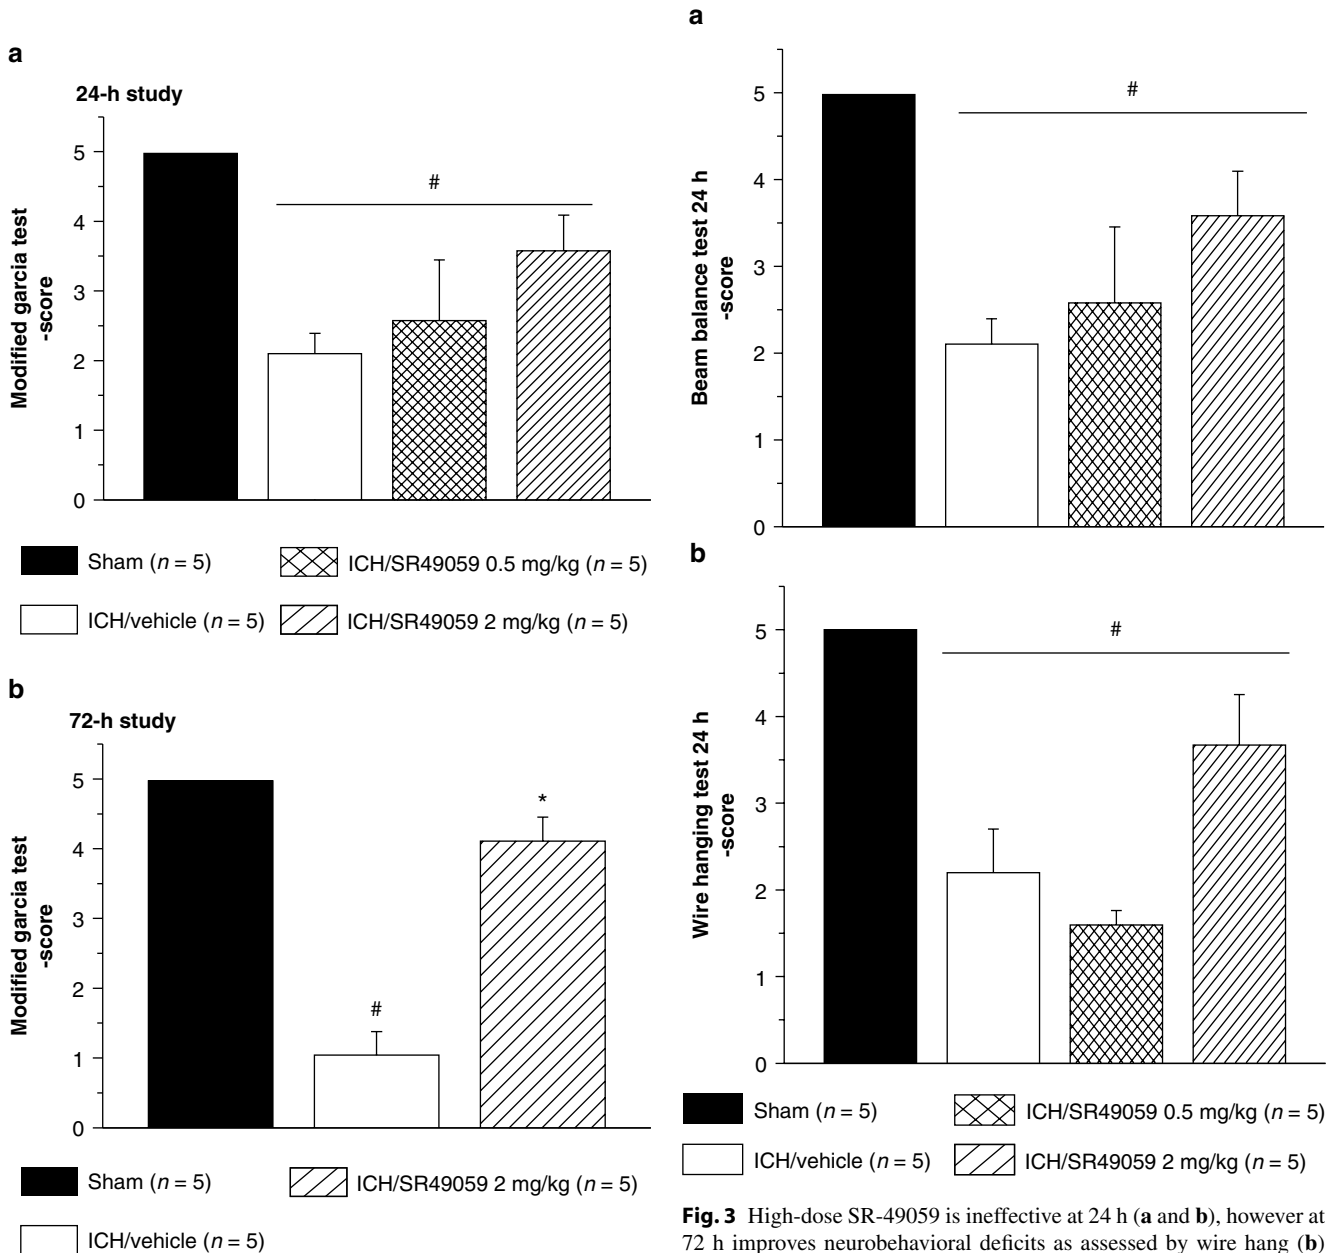 a
24-h study
Modified garcia test
-score
5
4
3
2
1
0
#
Sham (n = 5)
ICH/SR49059 0.5 mg/kg (n = 5)
ICH/vehicle (n = 5)
ICH/SR49059 2 mg/kg (n = 5)
b
72-h study
Modified garcia test
-score
5
4
3
2
1
0
#
*
Sham (n = 5)
ICH/SR49059 2 mg/kg (n = 5)
ICH/vehicle (n = 5)
a
Beam balance test 24 h
-score
5
4
3
2
1
0
#
b
Wire hanging test 24 h
-score
5
4
3
2
1
0
#
Sham (n = 5)
ICH/SR49059 0.5 mg/kg (n = 5)
ICH/vehicle (n = 5)
ICH/SR49059 2 mg/kg (n = 5)
Fig. 3 High-dose SR-49059 is ineffective at 24 h (a and b), however at
72 h improves neurobehavioral deficits as assessed by wire hang (b)